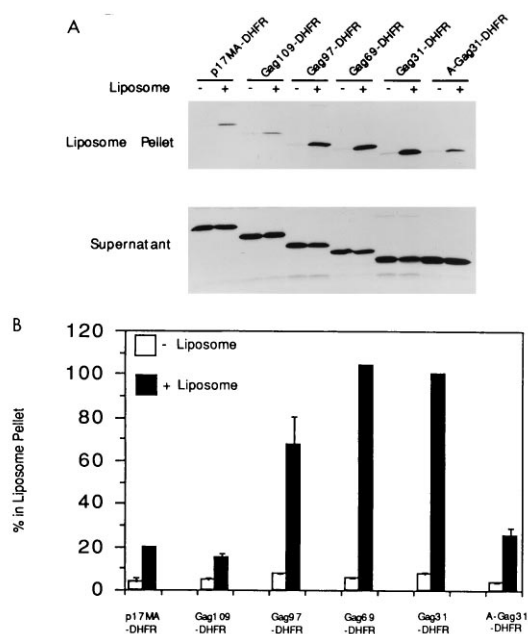 A
p17MA-DHFR
Gag109-DHFR
Gag97-DHFR
Gag69-DHFR
Gag31-DHFR
A-Gag31-DHFR
Liposome - + - + - + - + - + - +
Liposome Pellet
Supernatant
B
120
100
80
60
40
20
0
% in Liposome Pellet
- Liposome
+ Liposome
p17MA Gag109 Gag97 Gag69 Gag31 A-Gag31
-DHFR -DHFR -DHFR -DHFR -DHFR -DHFR